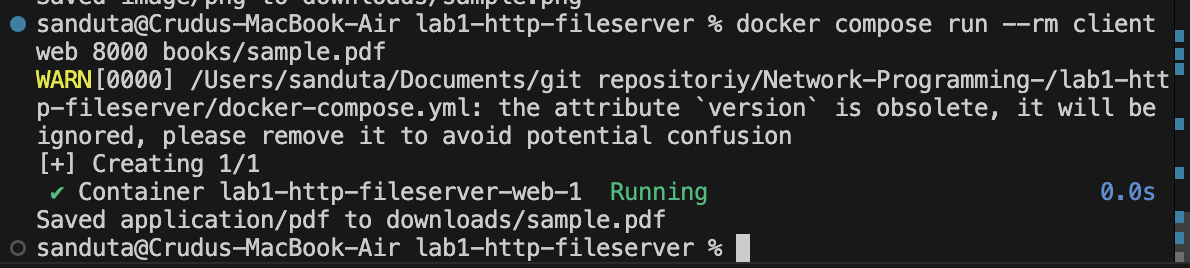 Saved image/png to downloads/sample.png
sanduta@Crudus-MacBook-Air lab1-http-fileserver % docker compose run --rm client
web 8000 books/sample.pdf
WARN[0000] /Users/sanduta/Documents/git repositoriy/Network-Programming-/lab1-htt
p-fileserver/docker-compose.yml: the attribute `version` is obsolete, it will be
ignored, please remove it to avoid potential confusion
[+] Creating 1/1
✔ Container lab1-http-fileserver-web-1  Running 0.0s
Saved application/pdf to downloads/sample.pdf
sanduta@Crudus-MacBook-Air lab1-http-fileserver %